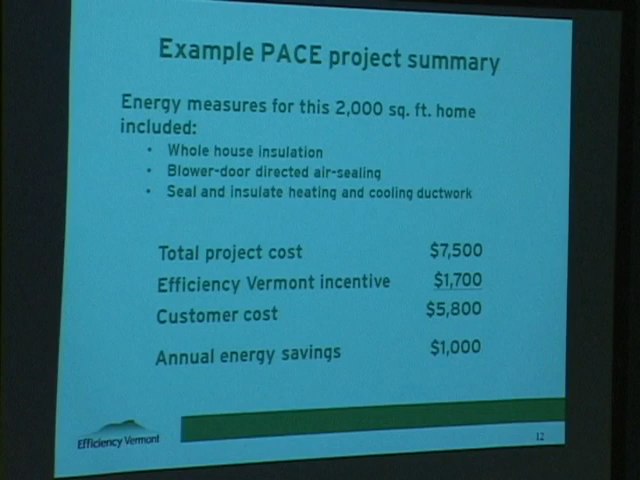 Example PACE project summary
Energy measures for this 2,000 sq. ft. home
included:
• Whole house insulation
• Blower-door directed air-sealing
• Seal and insulate heating and cooling ductwork
Total project cost $7,500
Efficiency Vermont incentive $1,700
Customer cost $5,800
Annual energy savings $1,000
Efficiency Vermont
12